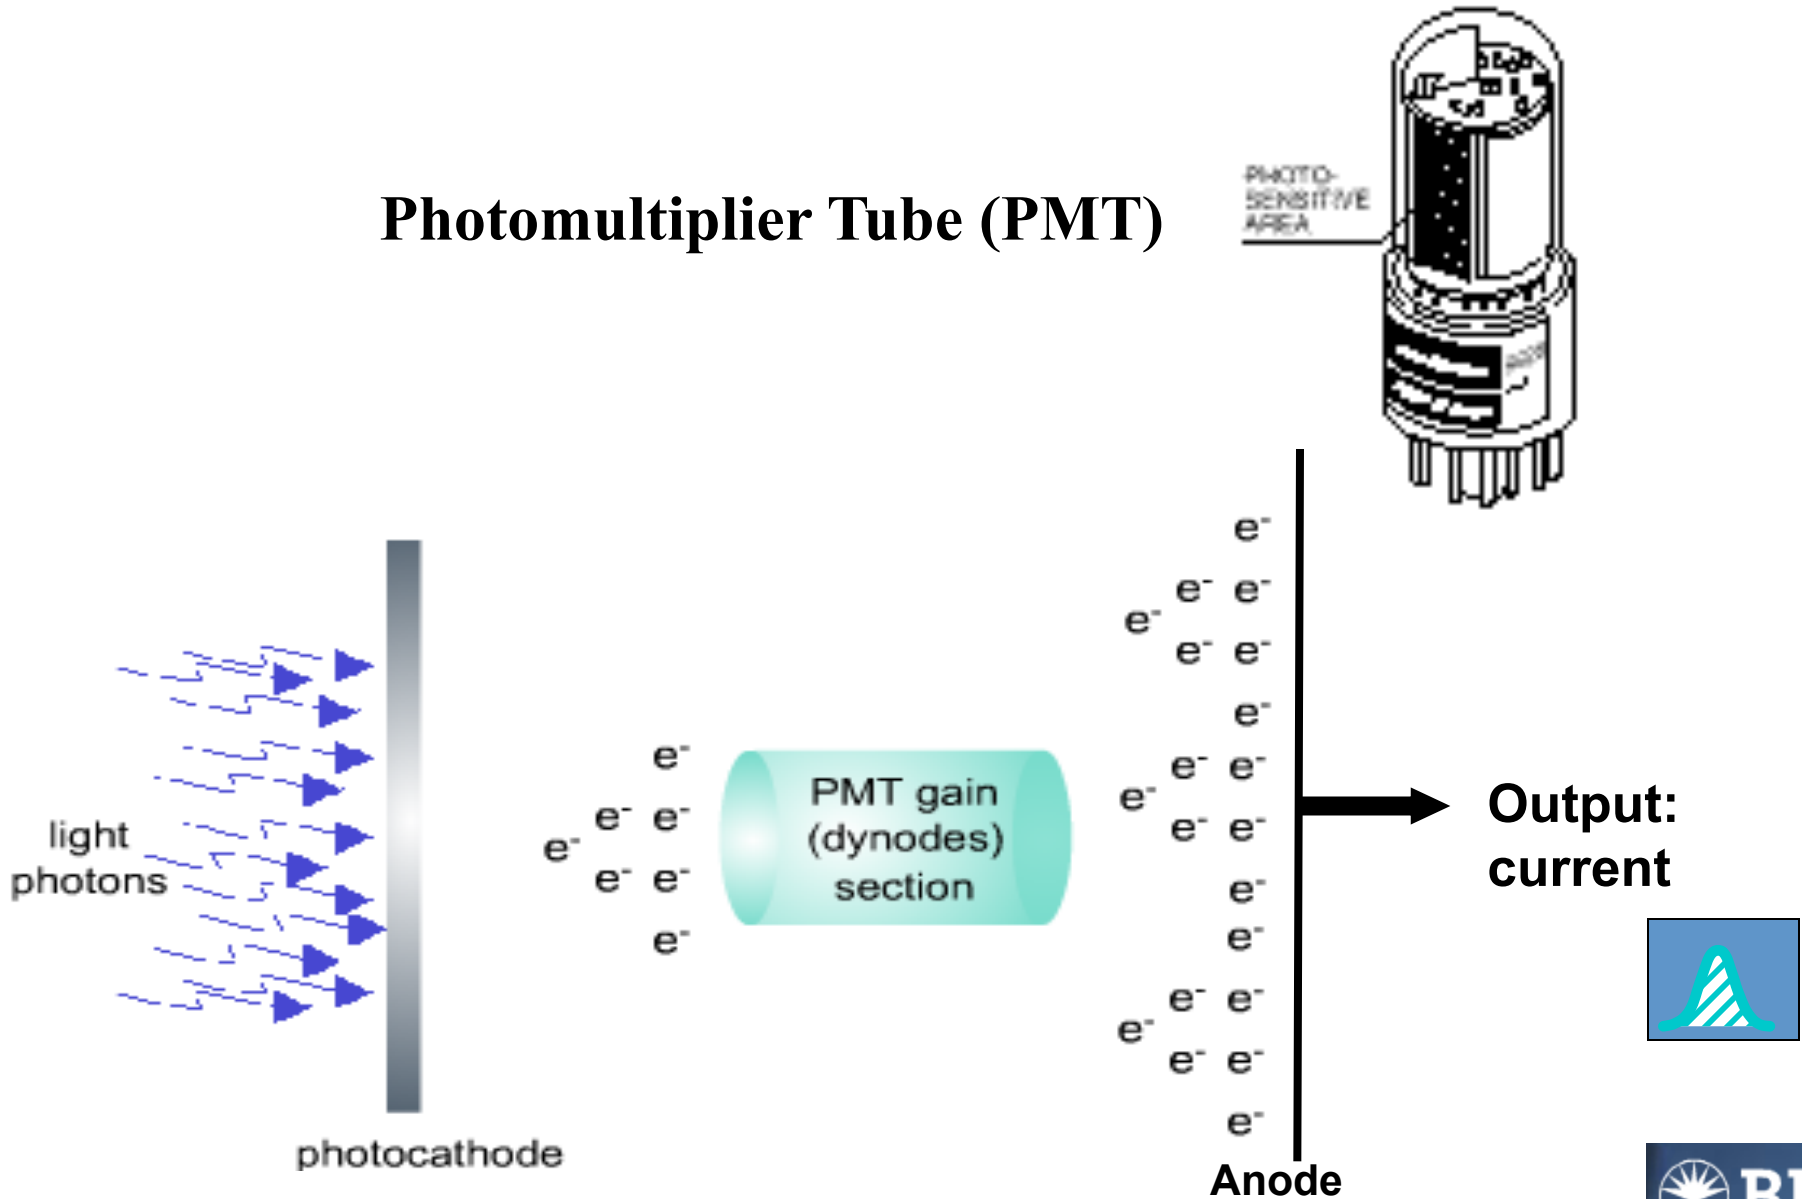 Photomultiplier Tube (PMT)
PHOTO-
SENSITIVE
AREA
light
photons
photocathode
e-
e- e-
e-
e- e-
e-
PMT gain
(dynodes)
section
e-
e- e-
e-
e- e-
e-
e- e-
e-
e- e-
e-
e-
e- e-
e-
e- e-
e-
Anode
Output:
current